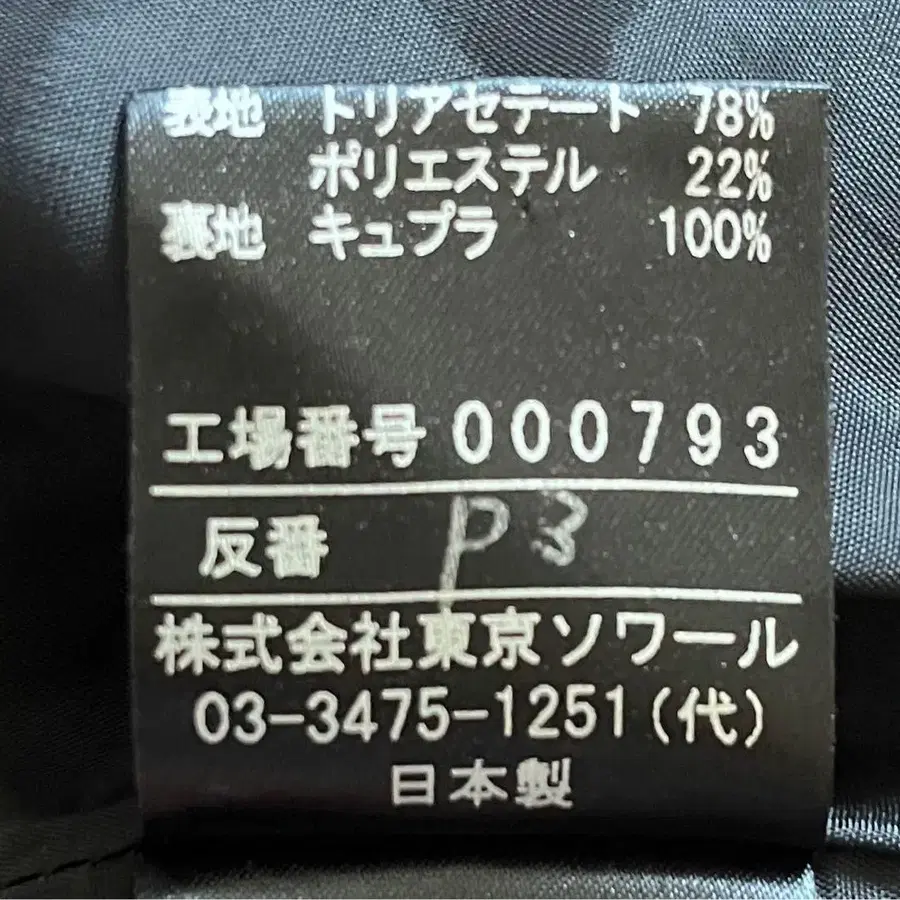 表地 トリアセテート 78%
ポリエステル 22%
裏地 キュプラ 100%
工場番号 000793
反番 P3
株式会社東京ソワール
03-3475-1251(代)
日本製